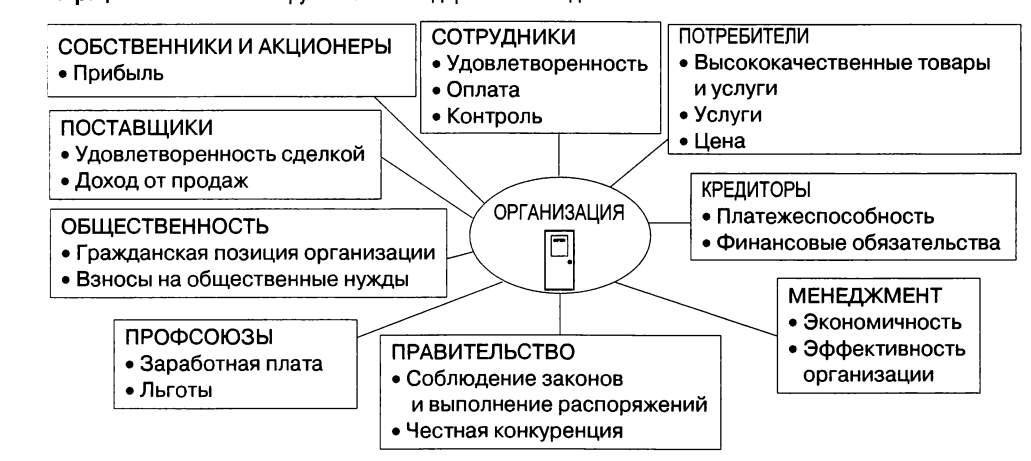 СОБСТВЕННИКИ И АКЦИОНЕРЫ
• Прибыль
СОТРУДНИКИ
• Удовлетворенность
• Оплата
• Контроль
ПОТРЕБИТЕЛИ
• Высококачественные товары
и услуги
• Услуги
• Цена
ПОСТАВЩИКИ
• Удовлетворенность сделкой
• Доход от продаж
ОРГАНИЗАЦИЯ
КРЕДИТОРЫ
• Платежеспособность
• Финансовые обязательства
ОБЩЕСТВЕННОСТЬ
• Гражданская позиция организации
• Взносы на общественные нужды
МЕНЕДЖМЕНТ
• Экономичность
• Эффективность
организации
ПРОФСОЮЗЫ
• Заработная плата
• Льготы
ПРАВИТЕЛЬСТВО
• Соблюдение законов
и выполнение распоряжений
• Честная конкуренция